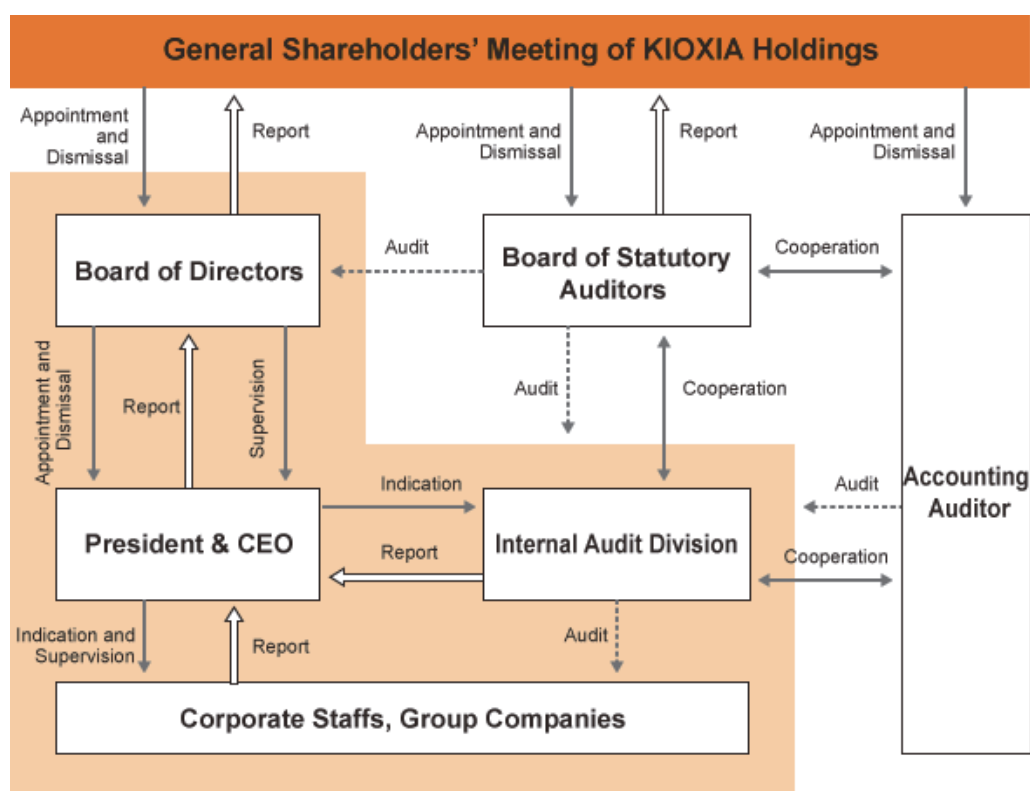 General Shareholders’ Meeting of KIOXIA Holdings
Appointment
and
Dismissal
Report
Appointment and
Dismissal
Report
Appointment and
Dismissal
Board of Directors
Audit
Board of Statutory
Auditors
Cooperation
Appointment and
Dismissal
Report
Supervision
Audit
Cooperation
Accounting
Auditor
President & CEO
Indication
Report
Internal Audit Division
Audit
Cooperation
Indication and
Supervision
Report
Audit
Corporate Staffs, Group Companies